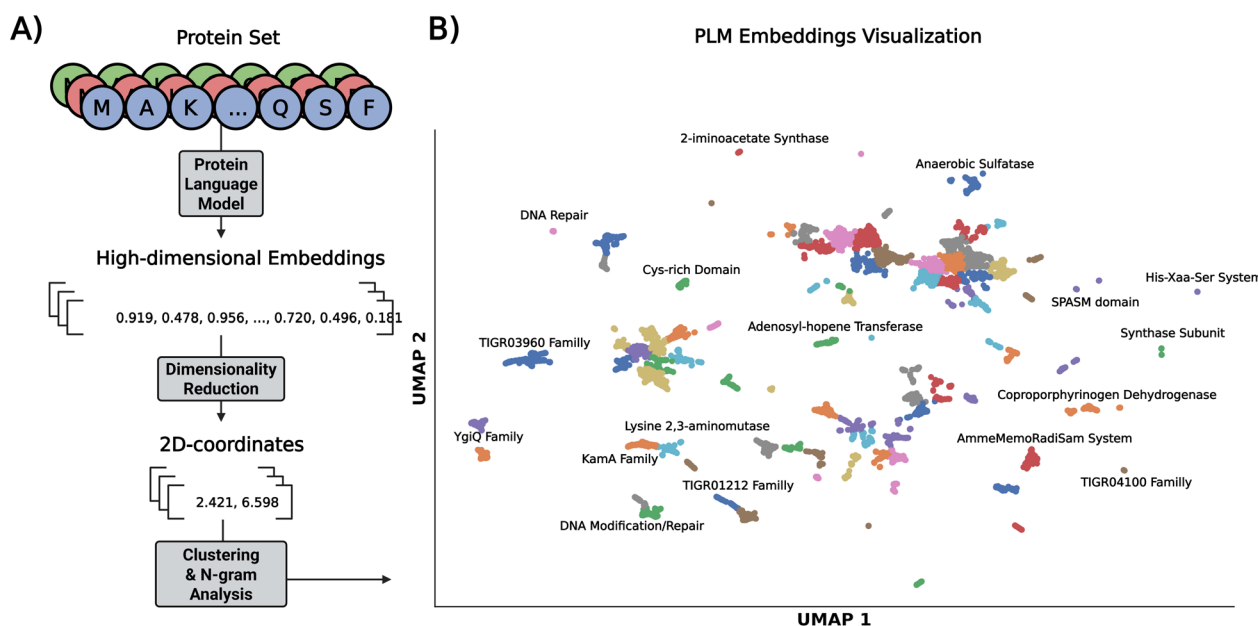 A)
Protein Set
M A K ... Q S F
Protein
Language
Model
High-dimensional Embeddings
0.919, 0.478, 0.956, ..., 0.720, 0.496, 0.181
Dimensionality
Reduction
2D-coordinates
2.421, 6.598
Clustering
& N-gram
Analysis
B)
PLM Embeddings Visualization
UMAP 2
2-iminoacetate Synthase
Anaerobic Sulfatase
DNA Repair
Cys-rich Domain
His-Xaa-Ser System
SPASM domain
Adenosyl-hopene Transferase
Synthase Subunit
TIGR03960 Familly
Coproporphyrinogen Dehydrogenase
Lysine 2,3-aminomutase
YgiQ Family
AmmeMemoRadiSam System
KamA Family
TIGR04100 Familly
TIGR01212 Familly
DNA Modification/Repair
UMAP 1